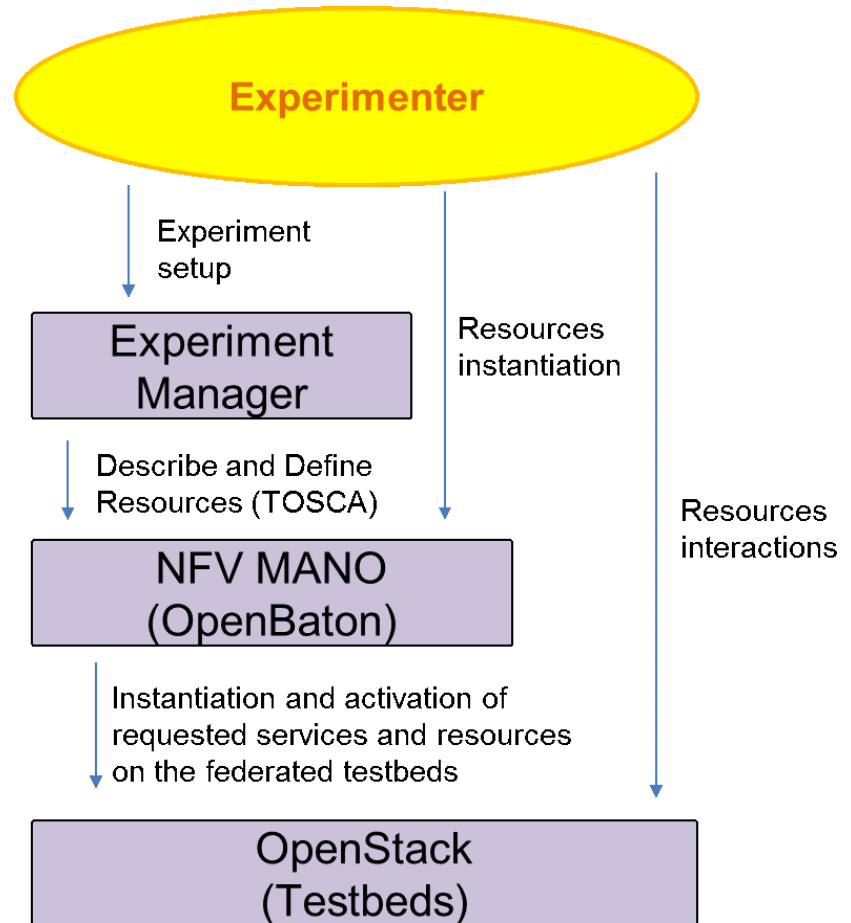 Experimenter
Experiment
setup
Resources
instantiation
Experiment
Manager
Describe and Define
Resources (TOSCA)
Resources
interactions
NFV MANO
(OpenBaton)
Instantiation and activation of
requested services and resources
on the federated testbeds
OpenStack
(Testbeds)